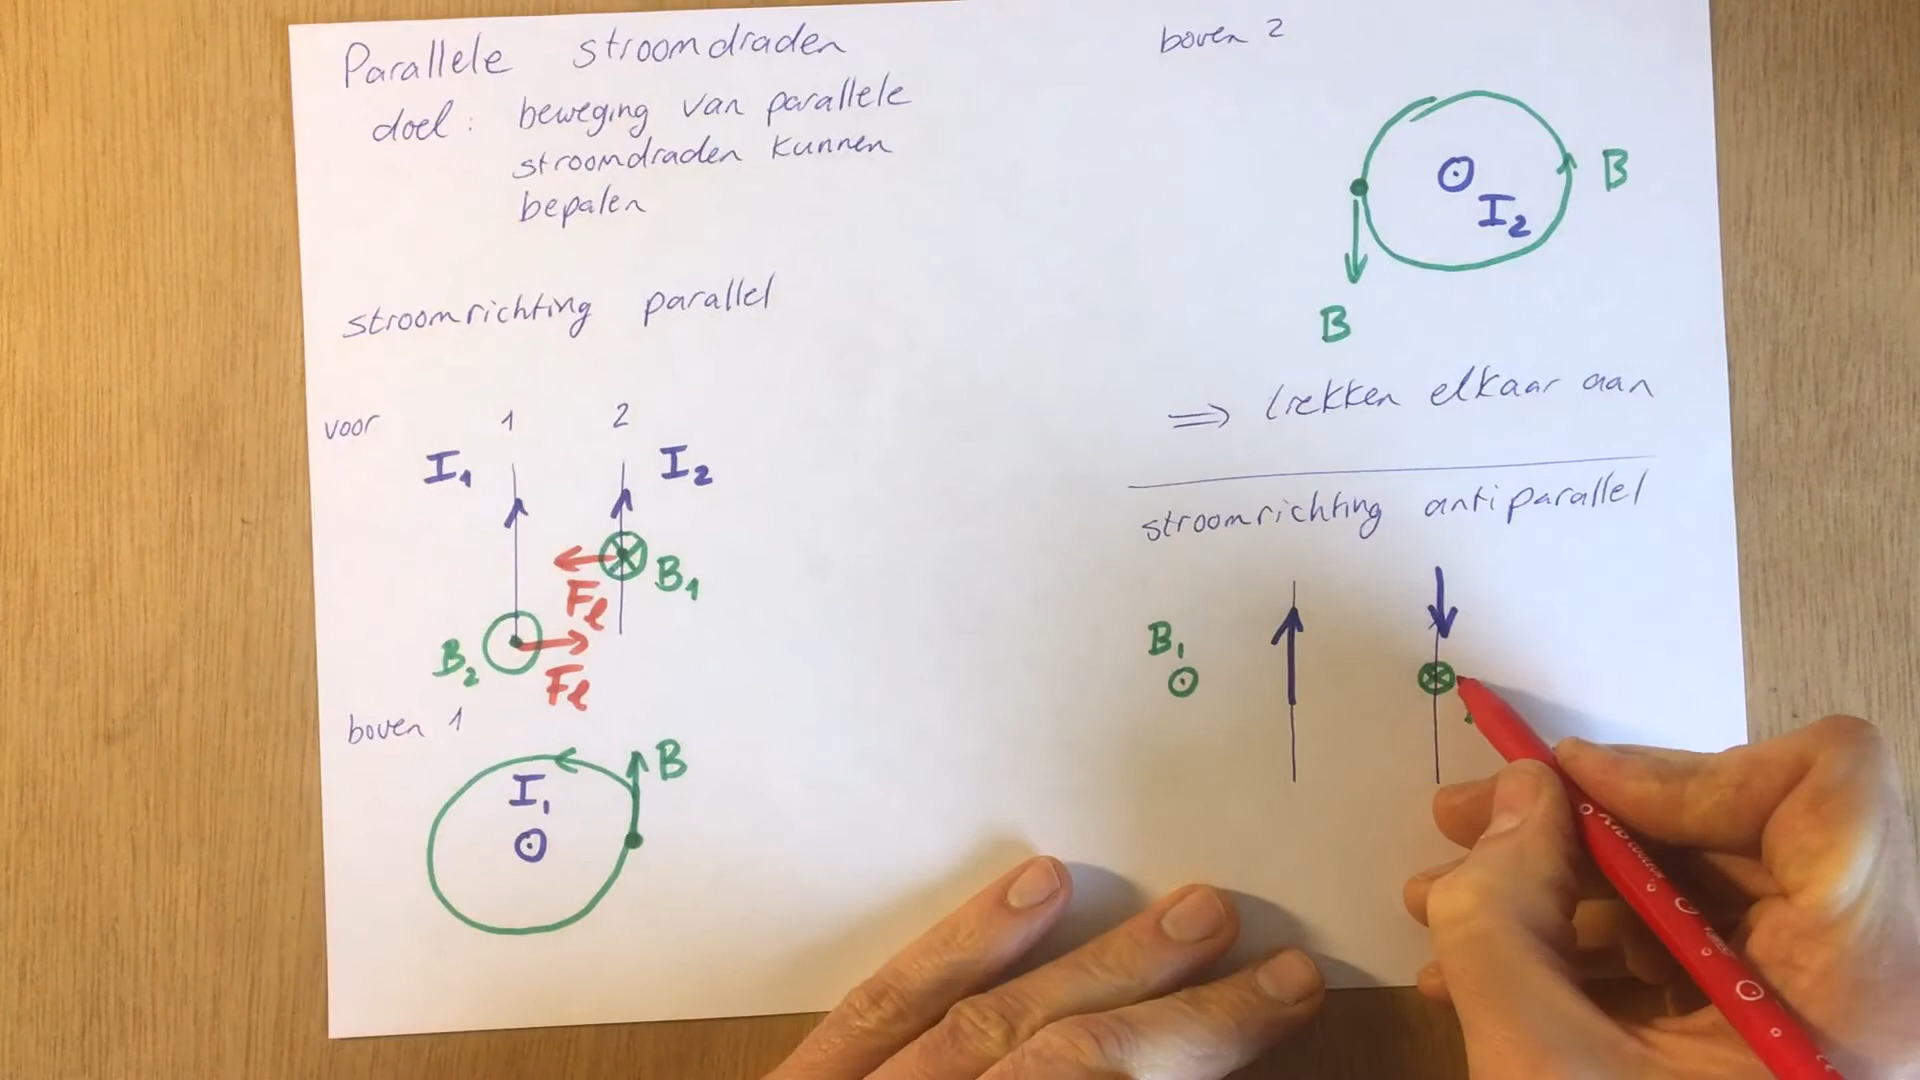 Parallele stroomdraden
doel: beweging van parallele
stroomdraden kunnen
bepalen
stroomrichting parallel
voor 1 2
I₁ I₂
B₁
Fℓ
B₂
Fℓ
boven 1
B
I₁
boven 2
B
I₂
B
⇒ trekken elkaar aan
stroomrichting antiparallel
B₁